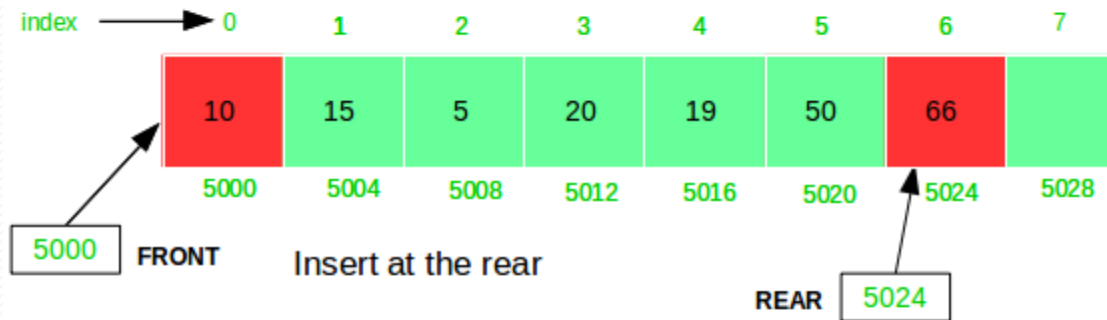 index 0 1 2 3 4 5 6 7
10 15 5 20 19 50 66
5000 5004 5008 5012 5016 5020 5024 5028
5000 FRONT Insert at the rear
REAR 5024